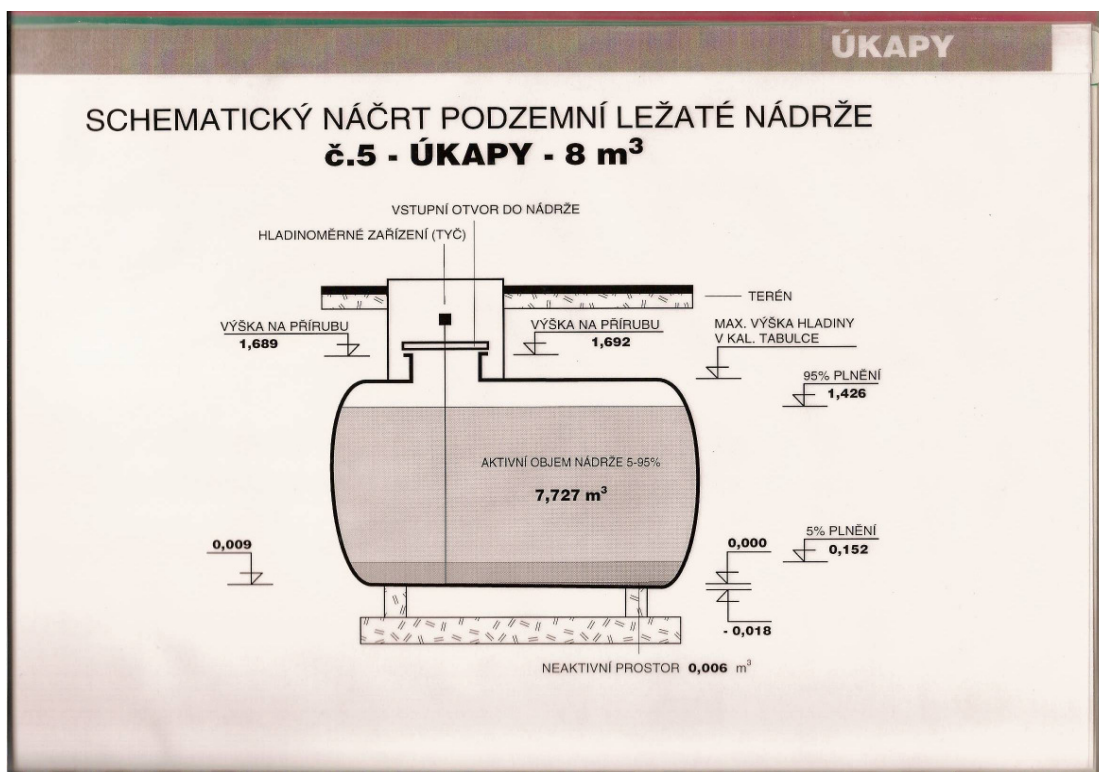 ÚKAPY
SCHEMATICKÝ NÁČRT PODZEMNÍ LEŽATÉ NÁDRŽE
č.5 - ÚKAPY - 8 m³
VSTUPNÍ OTVOR DO NÁDRŽE
HLADINOMĚRNÉ ZAŘÍZENÍ (TYČ)
TERÉN
VÝŠKA NA PŘÍRUBU
1,689
VÝŠKA NA PŘÍRUBU
1,692
MAX. VÝŠKA HLADINY
V KAL. TABULCE
95% PLNĚNÍ
1,426
AKTIVNÍ OBJEM NÁDRŽE 5-95%
7,727 m³
0,009
0,000
5% PLNĚNÍ
0,152
- 0,018
NEAKTIVNÍ PROSTOR 0,006 m³